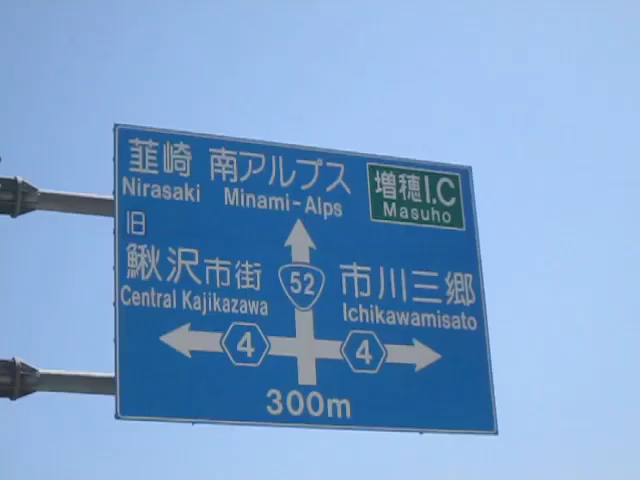 韮崎 南アルプス
Nirasaki Minami-Alps
増穂I.C
Masuho
旧
鰍沢市街
Central Kajikazawa
52
市川三郷
Ichikawamisato
4
4
300m